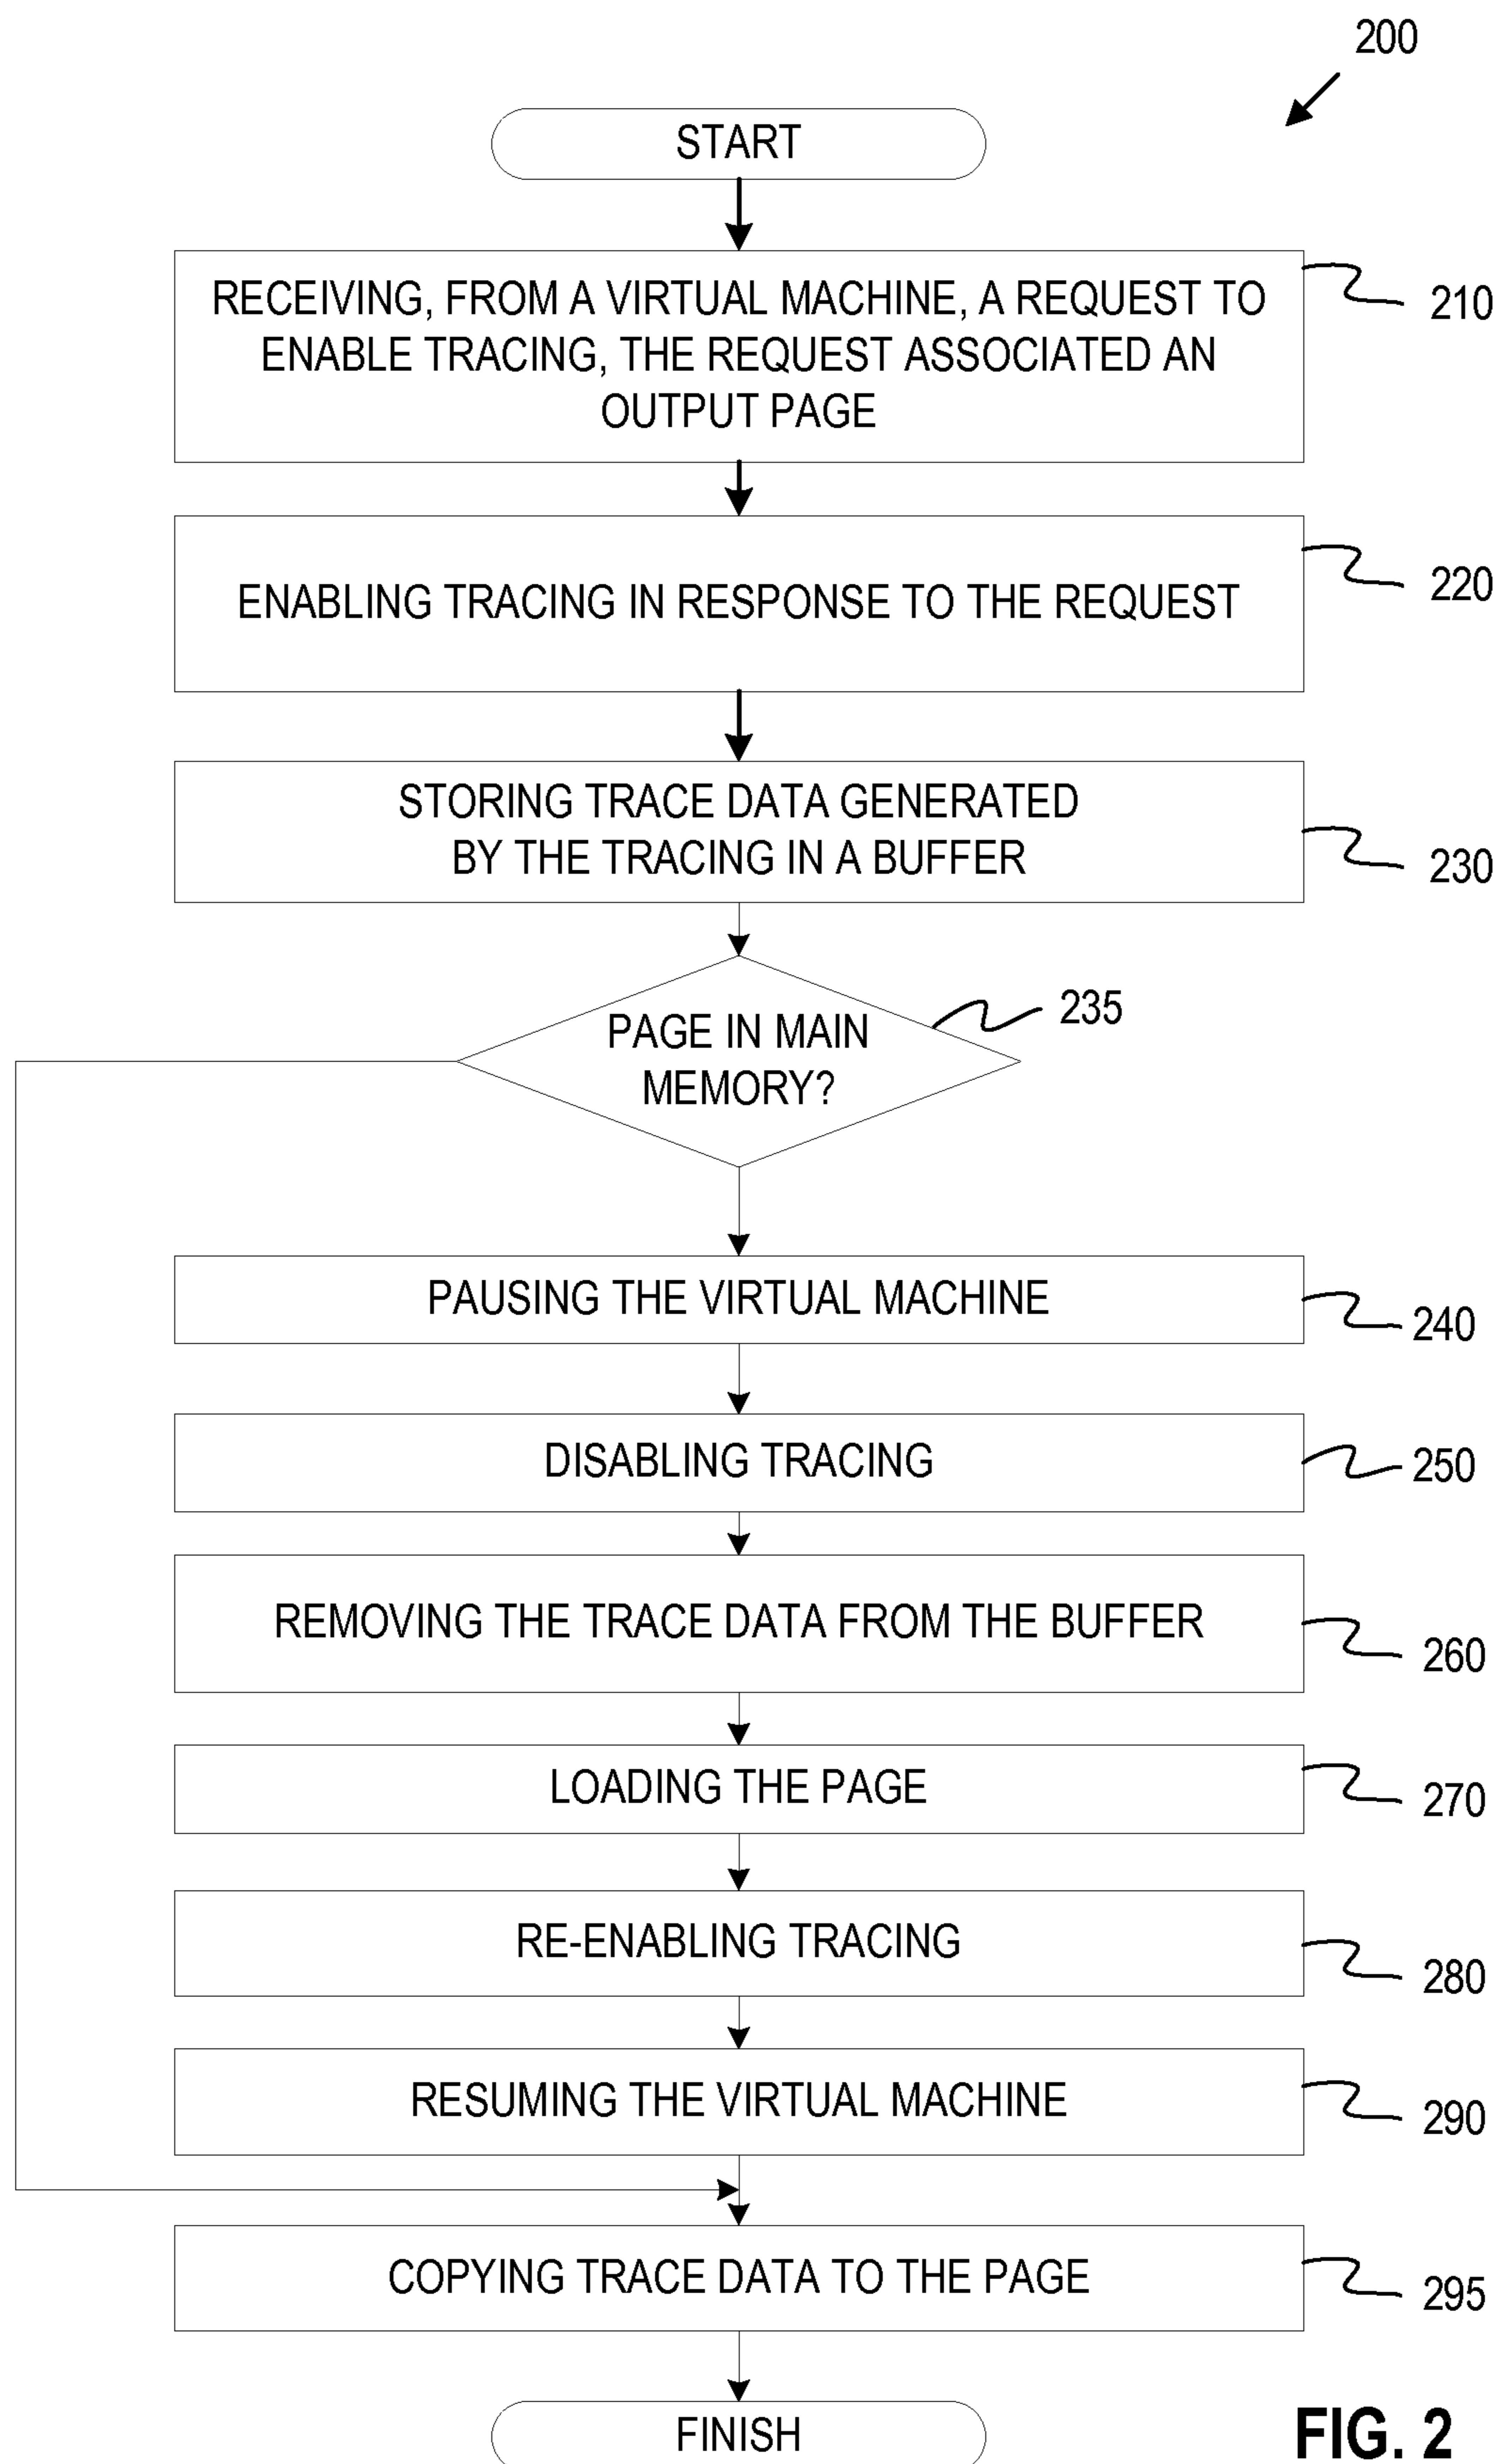 200
START
RECEIVING, FROM A VIRTUAL MACHINE, A REQUEST TO
ENABLE TRACING, THE REQUEST ASSOCIATED AN
OUTPUT PAGE
210
ENABLING TRACING IN RESPONSE TO THE REQUEST
220
STORING TRACE DATA GENERATED
BY THE TRACING IN A BUFFER
230
PAGE IN MAIN
MEMORY?
235
PAUSING THE VIRTUAL MACHINE
240
DISABLING TRACING
250
REMOVING THE TRACE DATA FROM THE BUFFER
260
LOADING THE PAGE
270
RE-ENABLING TRACING
280
RESUMING THE VIRTUAL MACHINE
290
COPYING TRACE DATA TO THE PAGE
295
FINISH
FIG. 2